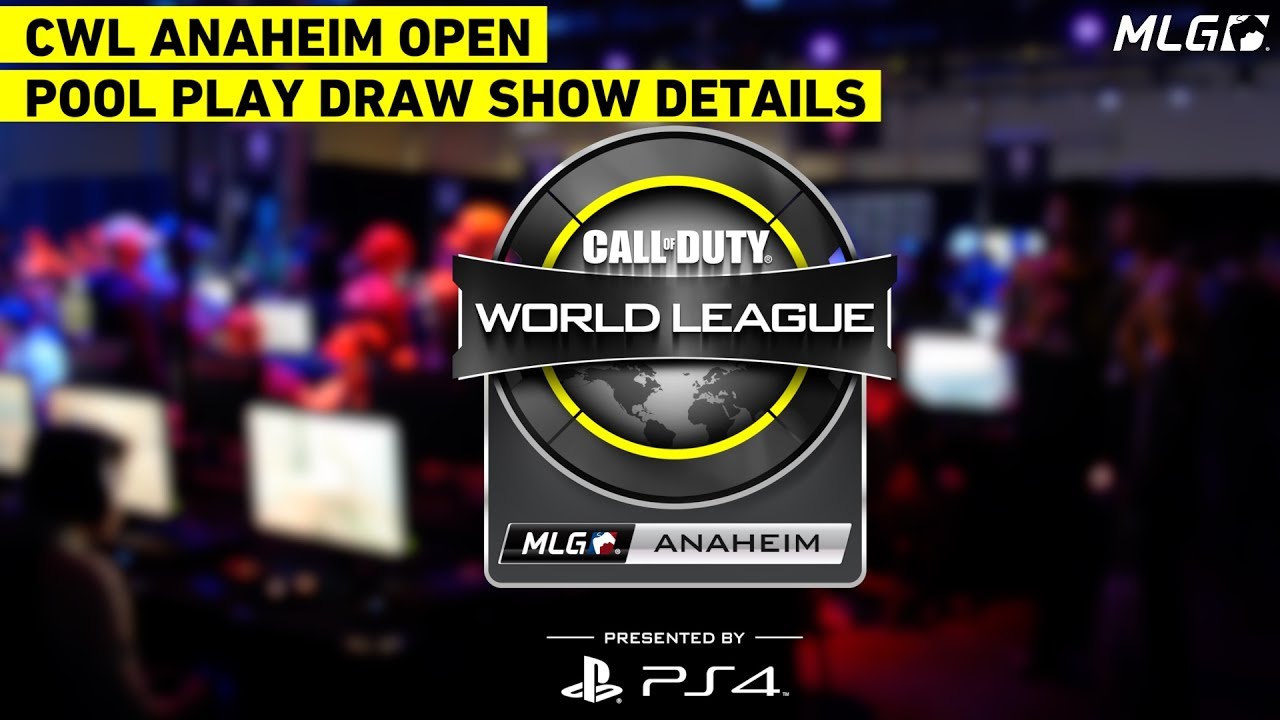 CWL ANAHEIM OPEN
POOL PLAY DRAW SHOW DETAILS
MLG
CALL OF DUTY
WORLD LEAGUE
MLG ANAHEIM
PRESENTED BY
PS4